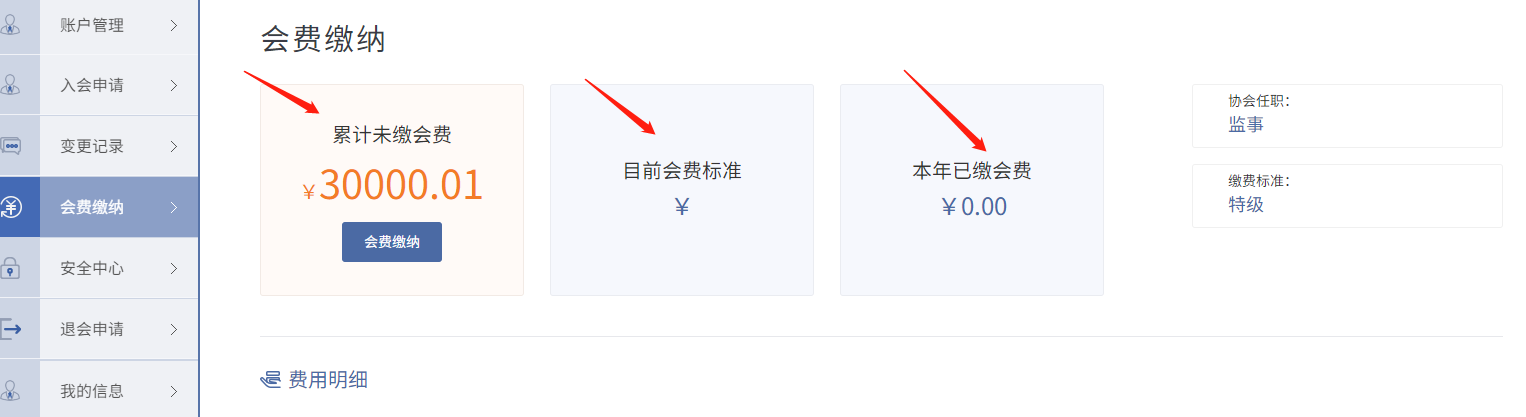 账户管理
入会申请
变更记录
会费缴纳
安全中心
退会申请
我的信息
会费缴纳
累计未缴会费
￥30000.01
会费缴纳
目前会费标准
￥
本年已缴会费
￥0.00
协会任职：
监事
缴费标准：
特级
费用明细